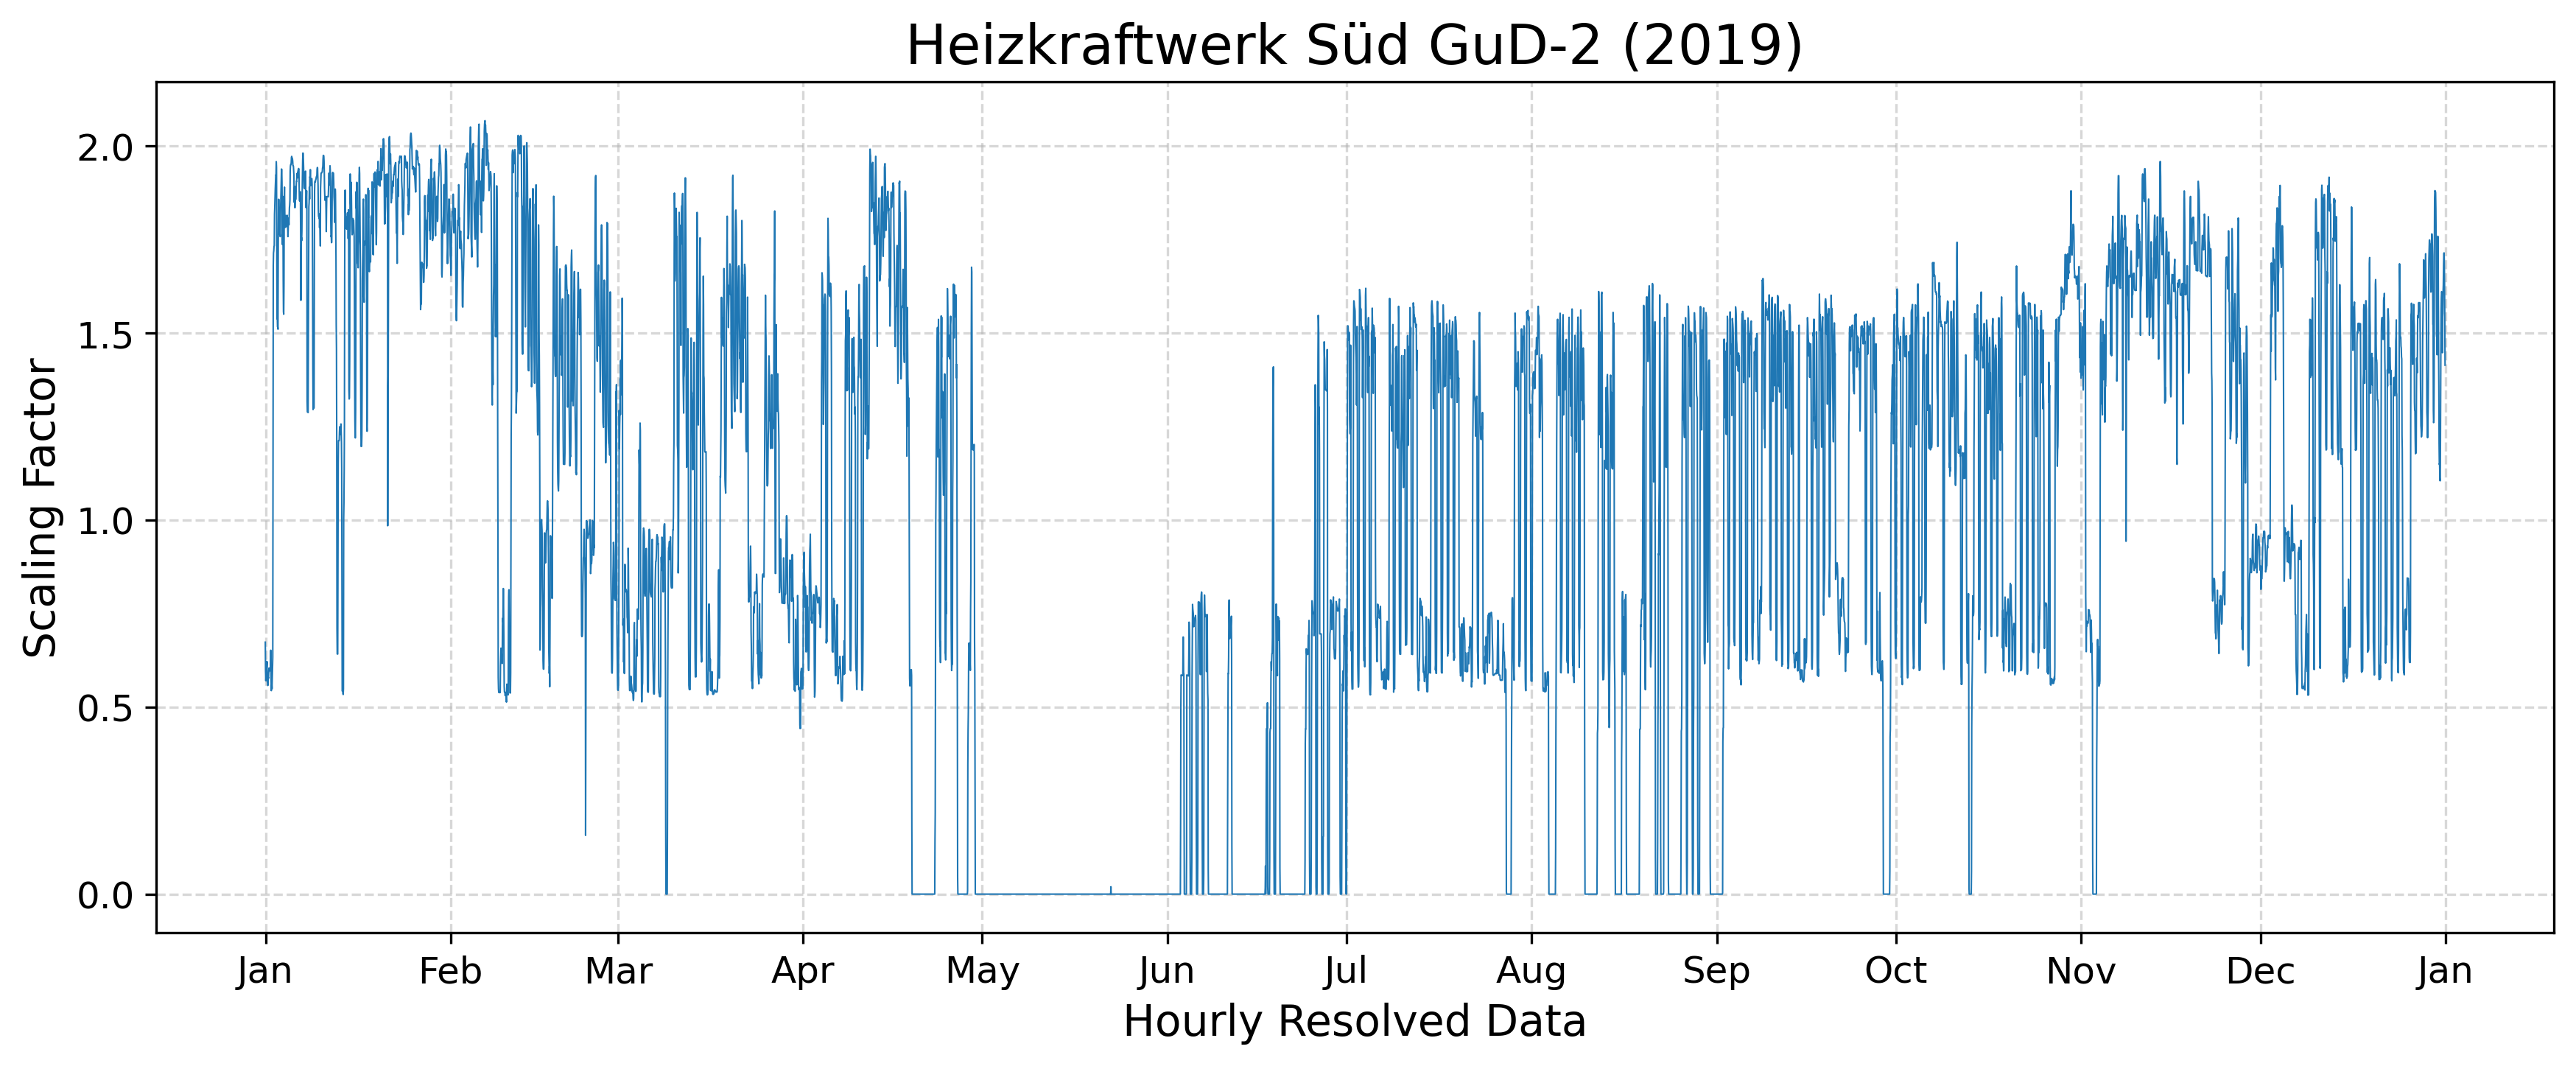 Heizkraftwerk Süd GuD-2 (2019)
Scaling Factor
2.0
1.5
1.0
0.5
0.0
Jan Feb Mar Apr May Jun Jul Aug Sep Oct Nov Dec Jan
Hourly Resolved Data